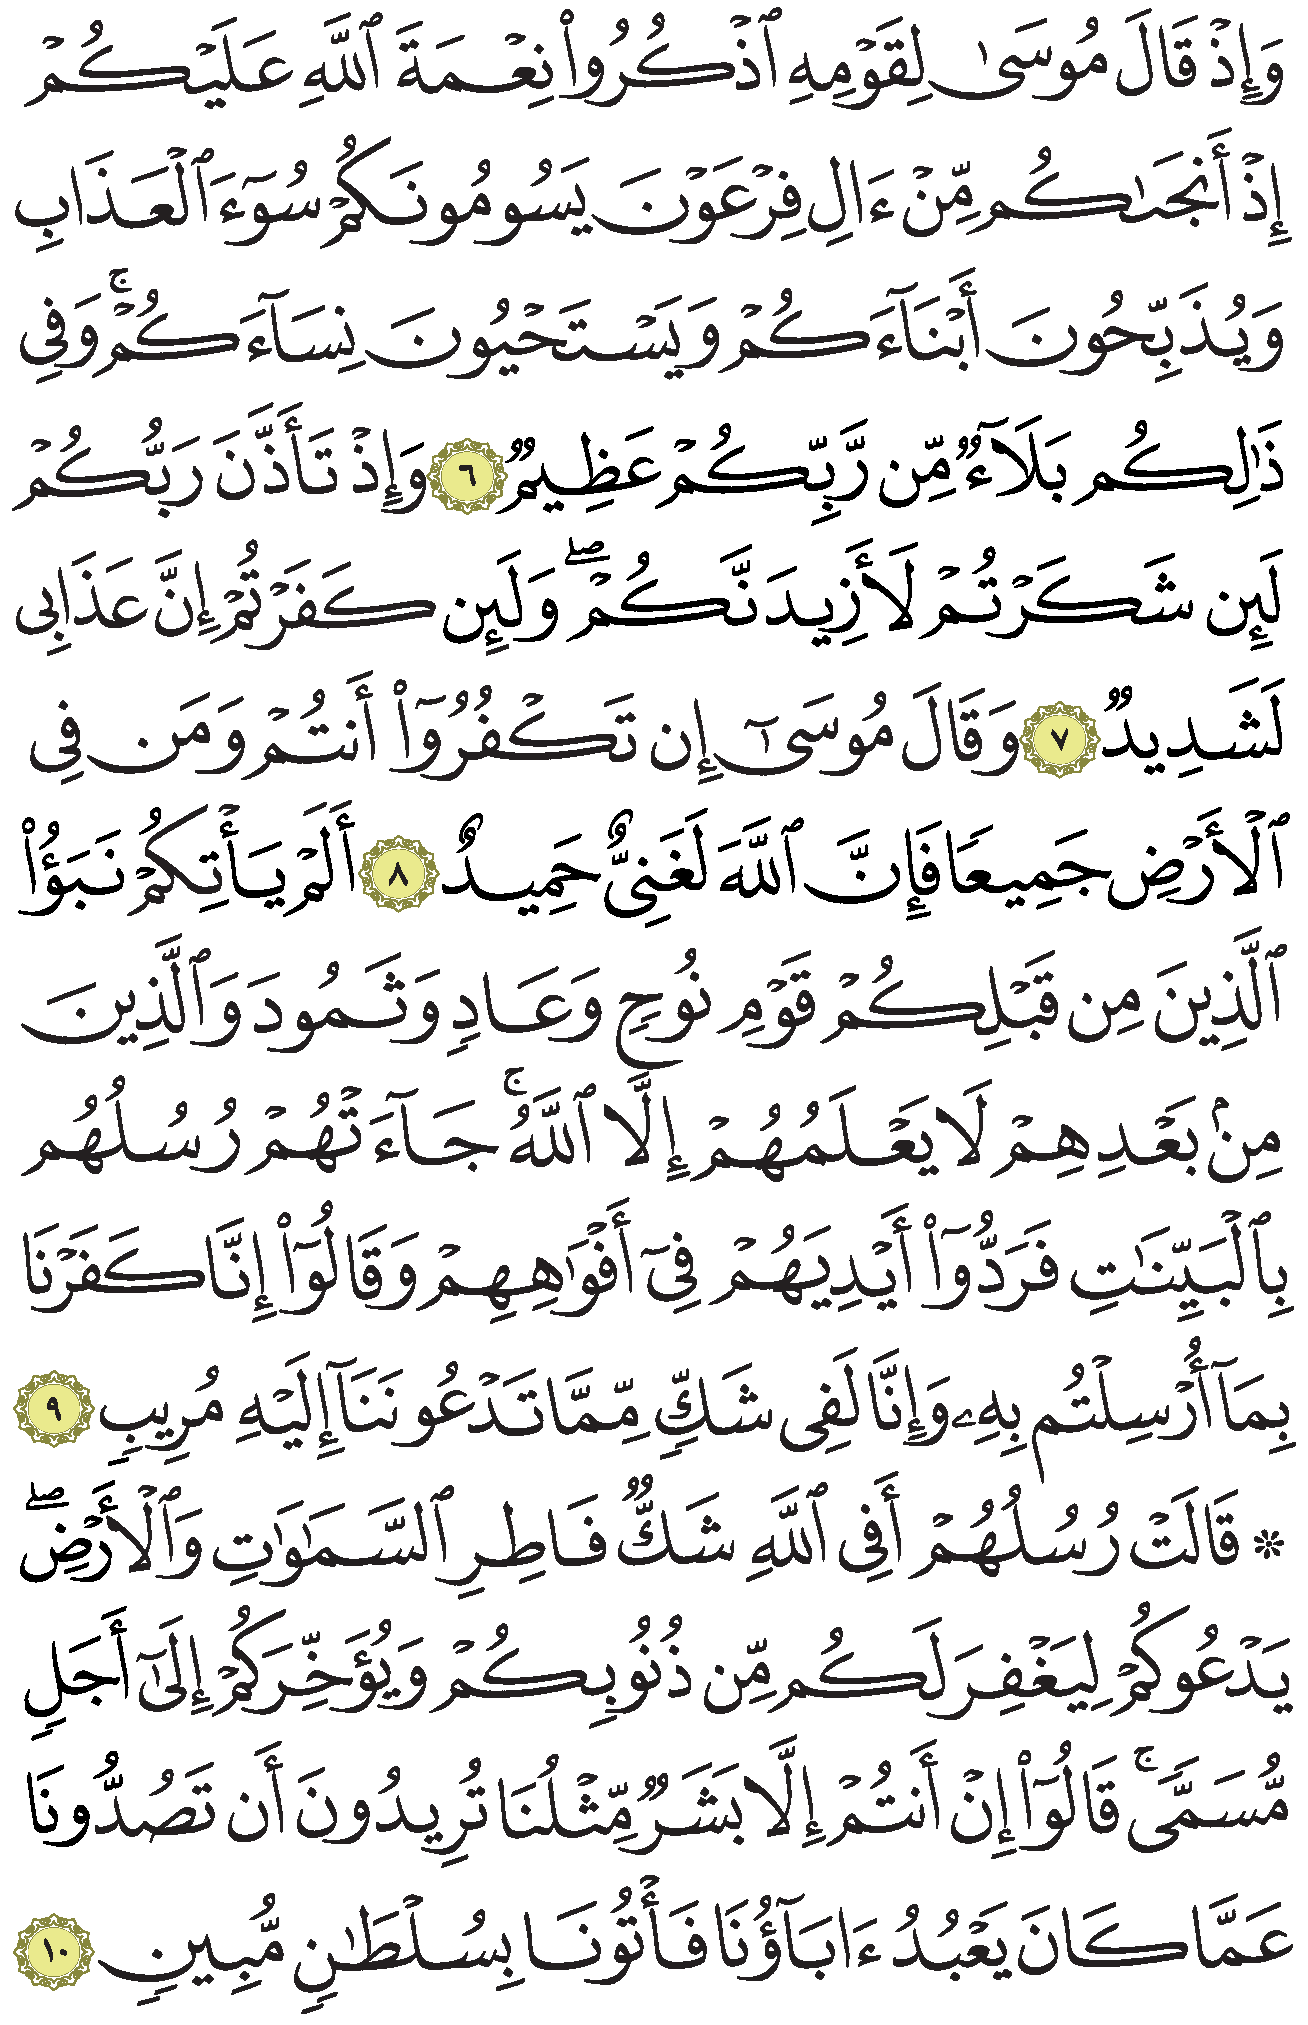 وَإِذۡ قَالَ مُوسَىٰ لِقَوۡمِهِ ٱذۡكُرُواْ نِعۡمَةَ ٱللَّهِ عَلَيۡكُمۡ
إِذۡ أَنجَىٰكُم مِّنۡ ءَالِ فِرۡعَوۡنَ يَسُومُونَكُمۡ سُوٓءَ ٱلۡعَذَابِ
وَيُذَبِّحُونَ أَبۡنَآءَكُمۡ وَيَسۡتَحۡيُونَ نِسَآءَكُمۡۚ وَفِي
ذَٰلِكُم بَلَآءٞ مِّن رَّبِّكُمۡ عَظِيمٞ ٦ وَإِذۡ تَأَذَّنَ رَبُّكُمۡ
لَئِن شَكَرۡتُمۡ لَأَزِيدَنَّكُمۡۖ وَلَئِن كَفَرۡتُمۡ إِنَّ عَذَابِي
لَشَدِيدٞ ٧ وَقَالَ مُوسَىٰٓ إِن تَكۡفُرُوٓاْ أَنتُمۡ وَمَن فِي
ٱلۡأَرۡضِ جَمِيعٗا فَإِنَّ ٱللَّهَ لَغَنِيٌّ حَمِيدٌ ٨ أَلَمۡ يَأۡتِكُمۡ نَبَؤُاْ
ٱلَّذِينَ مِن قَبۡلِكُمۡ قَوۡمِ نُوحٖ وَعَادٖ وَثَمُودَ وَٱلَّذِينَ
مِنۢ بَعۡدِهِمۡ لَا يَعۡلَمُهُمۡ إِلَّا ٱللَّهُۚ جَآءَتۡهُمۡ رُسُلُهُم
بِٱلۡبَيِّنَٰتِ فَرَدُّوٓاْ أَيۡدِيَهُمۡ فِيٓ أَفۡوَٰهِهِمۡ وَقَالُوٓاْ إِنَّا كَفَرۡنَا
بِمَآ أُرۡسِلۡتُم بِهِۦ وَإِنَّا لَفِي شَكّٖ مِّمَّا تَدۡعُونَنَآ إِلَيۡهِ مُرِيبٖ ٩
۞ قَالَتۡ رُسُلُهُمۡ أَفِي ٱللَّهِ شَكّٞ فَاطِرِ ٱلسَّمَٰوَٰتِ وَٱلۡأَرۡضِۖ
يَدۡعُوكُمۡ لِيَغۡفِرَ لَكُم مِّن ذُنُوبِكُمۡ وَيُؤَخِّرَكُمۡ إِلَىٰٓ أَجَلٖ
مُّسَمّٗىۚ قَالُوٓاْ إِنۡ أَنتُمۡ إِلَّا بَشَرٞ مِّثۡلُنَا تُرِيدُونَ أَن تَصُدُّونَا
عَمَّا كَانَ يَعۡبُدُ ءَابَآؤُنَا فَأۡتُونَا بِسُلۡطَٰنٖ مُّبِينٖ ١٠